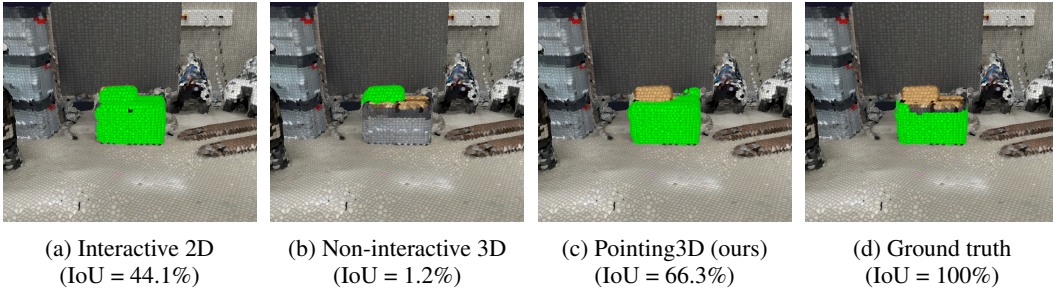 (a) Interactive 2D
(IoU = 44.1%)
(b) Non-interactive 3D
(IoU = 1.2%)
(c) Pointing3D (ours)
(IoU = 66.3%)
(d) Ground truth
(IoU = 100%)